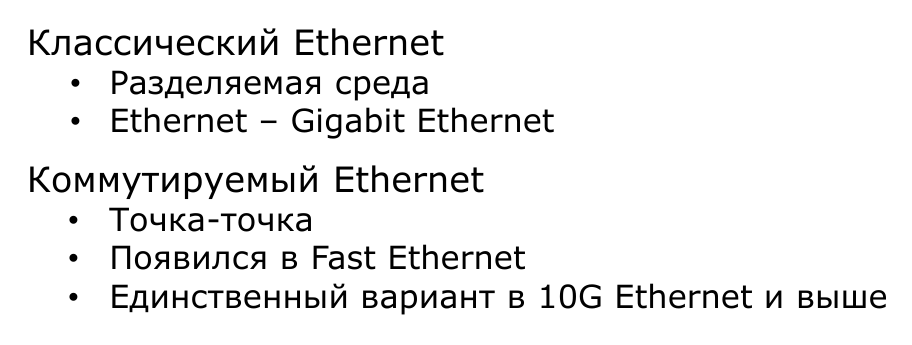 Классический Ethernet
• Разделяемая среда
• Ethernet – Gigabit Ethernet
Коммутируемый Ethernet
• Точка-точка
• Появился в Fast Ethernet
• Единственный вариант в 10G Ethernet и выше